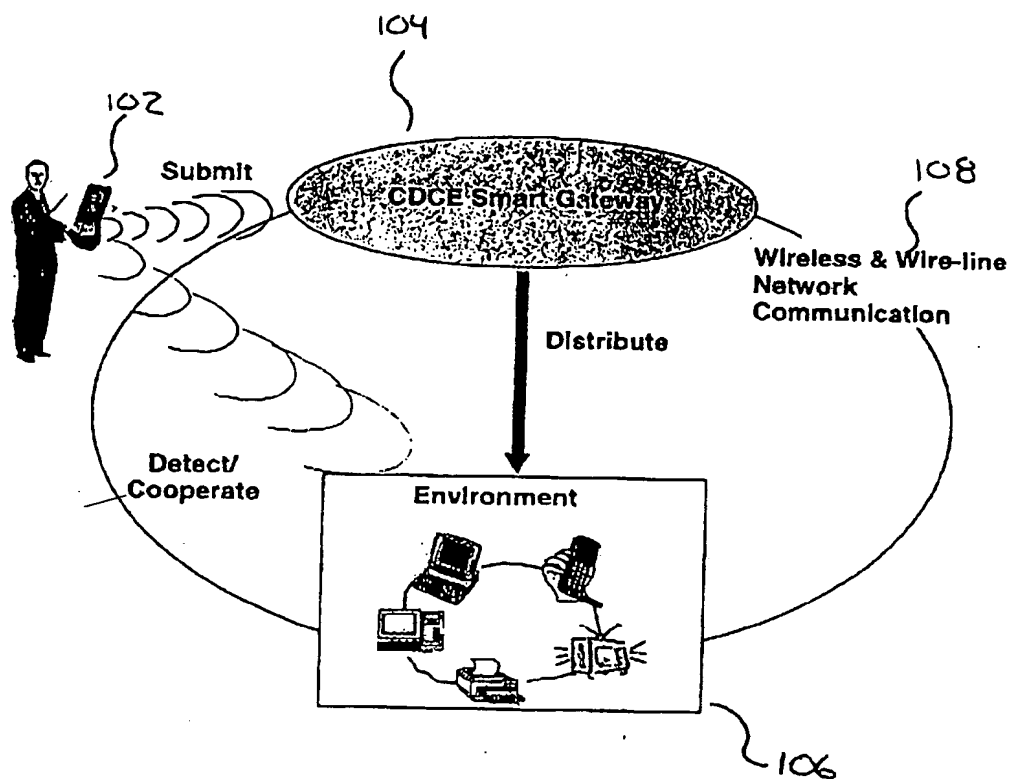 104
102
Submit
CDCE Smart Gateway
108
Wireless & Wire-line
Network
Communication
Distribute
Detect/
Cooperate
Environment
106